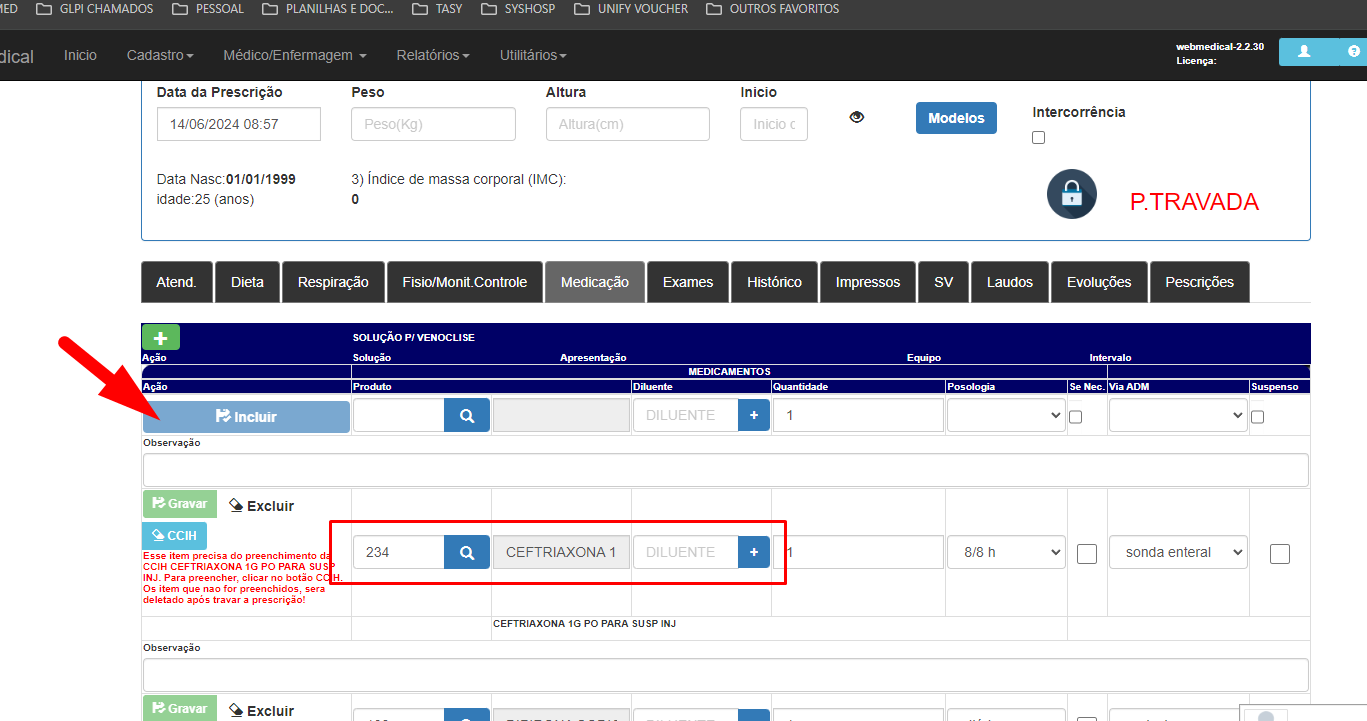 MED GLPI CHAMADOS PESSOAL PLANILHAS E DOC... TASY SYSHOSP UNIFY VOUCHER OUTROS FAVORITOS
dical Inicio Cadastro Médico/Enfermagem Relatórios Utilitários
webmedical-2.2.30
Licença:
Data da Prescrição Peso Altura Inicio
14/06/2024 08:57 Peso(Kg) Altura(cm) Inicio c Modelos
Intercorrência
Data Nasc:01/01/1999 3) Índice de massa corporal (IMC):
idade:25 (anos) 0
P.TRAVADA
Atend. Dieta Respiração Fisio/Monit.Controle Medicação Exames Histórico Impressos SV Laudos Evoluções Pescrições
+ SOLUÇÃO P/ VENOCLISE
Ação Solução Apresentação Equipo Intervalo
MEDICAMENTOS
Ação Produto Diluente Quantidade Posologia Se Nec. Via ADM Suspenso
Incluir DILUENTE + 1
Observação
Gravar Excluir
CCIH
234 CEFTRIAXONA 1 DILUENTE + 1 8/8 h sonda enteral
Esse item precisa do preenchimento da
CCIH CEFTRIAXONA 1G PO PARA SUSP
INJ. Para preencher, clicar no botão CCIH.
Os item que nao for preenchidos, sera
deletado após travar a prescrição!
CEFTRIAXONA 1G PO PARA SUSP INJ
Observação
Gravar Excluir